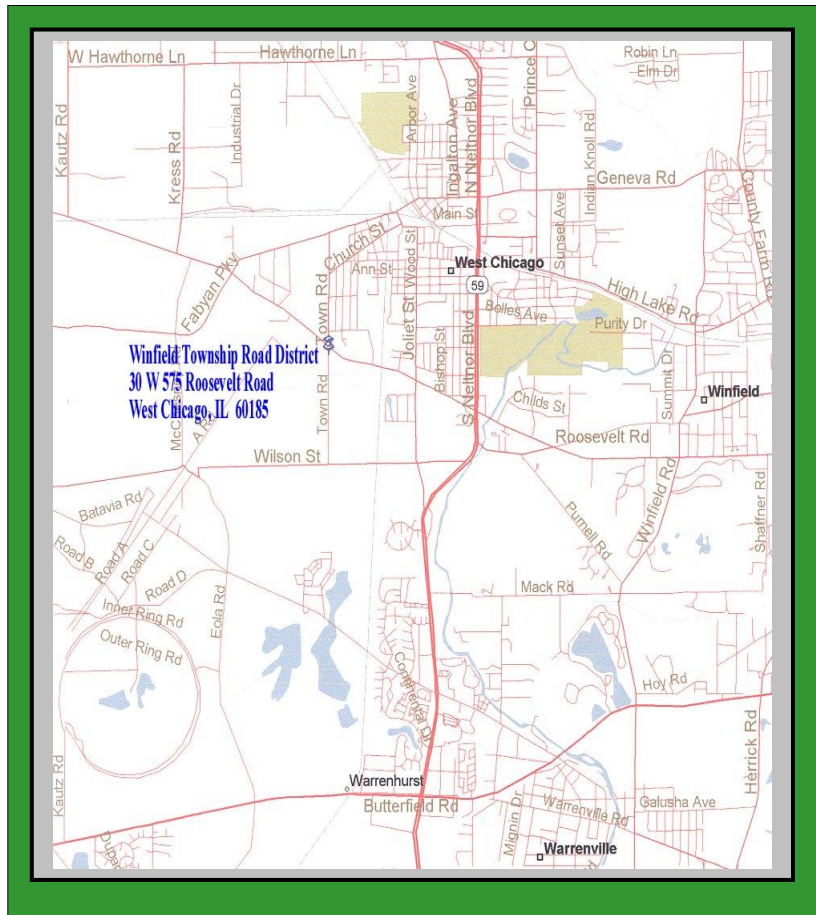 W Hawthorne Ln
Hawthorne Ln
Robin Ln
Elm Dr
Kautz Rd
Kress Rd
Industrial Dr
Arbor Ave
Ingalton Ave
N Neltnor Blvd
Prince C
Indian Knoll Rd
Geneva Rd
County Farm Rd
Main St
Sunset Ave
Church St
Ann St
Wood St
West Chicago
59
Fabyan Pky
Town Rd
High Lake Rd
Bolles Ave
Purity Dr
Joliet St
Bishop St
S Neltnor Blvd
Winfield Township Road District
30 W 575 Roosevelt Road
West Chicago, IL 60185
Town Rd
Summit Dr
Winfield
Childs St
Roosevelt Rd
Wilson St
Batavia Rd
Purnell Rd
Winfield Rd
Shaffner Rd
Road B
Road A
Road C
Road D
Mack Rd
Inner Ring Rd
Eola Rd
Outer Ring Rd
Continental Dr
Hoy Rd
Kautz Rd
Herrick Rd
Warrenhurst
Butterfield Rd
Mignin Dr
Warrenville Rd
Galusha Ave
Warrenville
Rd